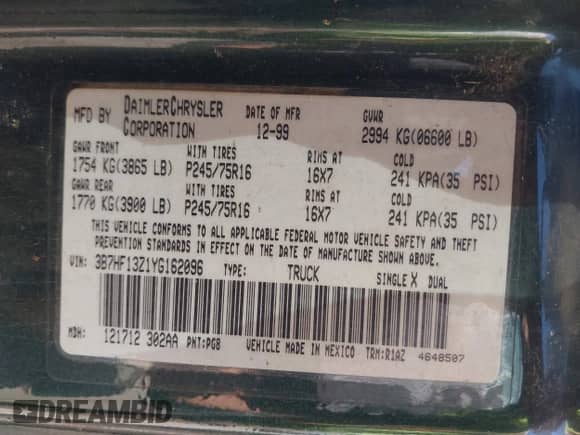 MFD BY DAIMLERCHRYSLER CORPORATION DATE OF MFR 12-99 GVWR 2994 KG(06600 LB)
GAWR FRONT WITH TIRES RIMS AT COLD
1754 KG(3865 LB) P245/75R16 16X7 241 KPA(35 PSI)
GAWR REAR WITH TIRES RIMS AT COLD
1770 KG(3900 LB) P245/75R16 16X7 241 KPA(35 PSI)
THIS VEHICLE CONFORMS TO ALL APPLICABLE FEDERAL MOTOR VEHICLE SAFETY AND THEFT
PREVENTION STANDARDS IN EFFECT ON THE DATE OF MANUFACTURE SHOWN ABOVE.
VIN: 3B7HF13Z1YG162096 TYPE: TRUCK SINGLE X DUAL
MDH: 121712 302AA PNT:PG8 VEHICLE MADE IN MEXICO TRM:R1AZ 4648507
DREAMBID